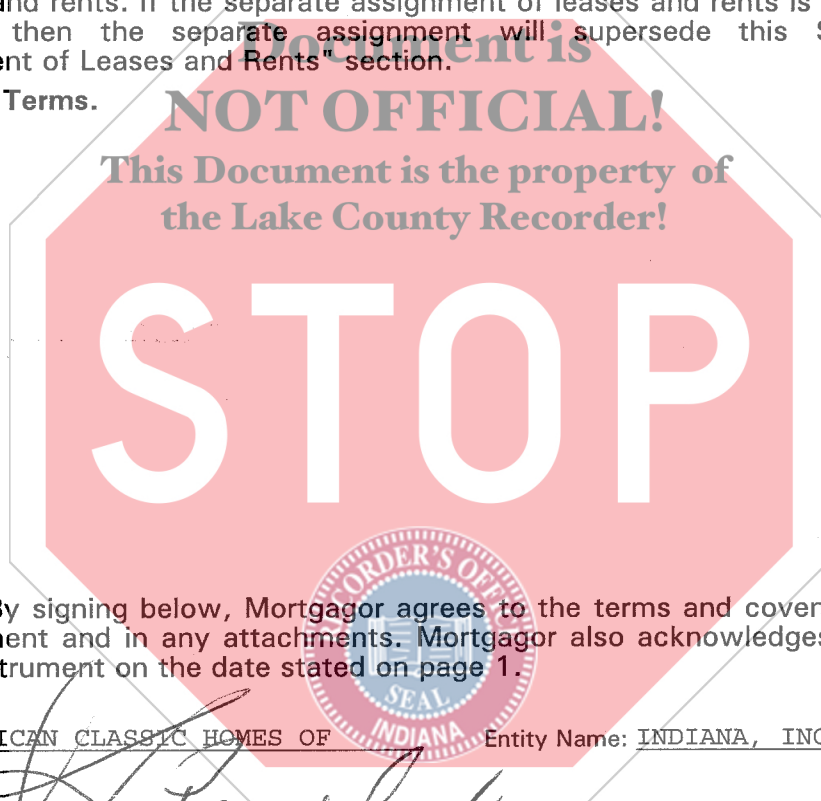 and rents. If the separate assignment of leases and rents is
then the separate assignment will supersede this S
ent of Leases and Rents" section.
Document is
Terms.
NOT OFFICIAL!
This Document is the property of
the Lake County Recorder!
STOP
RECORDER'S OFFICE
SEAL
INDIANA
By signing below, Mortgagor agrees to the terms and coven
ent and in any attachments. Mortgagor also acknowledges
trument on the date stated on page 1.
ICAN CLASSIC HOMES OF Entity Name: INDIANA, INC